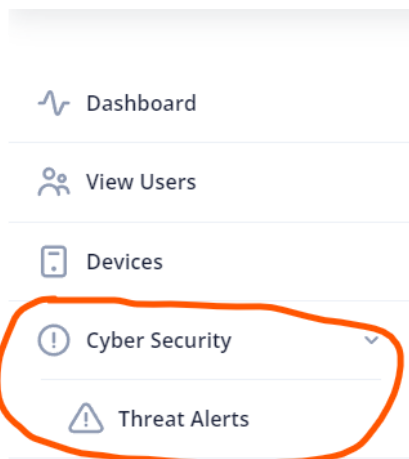 Dashboard
View Users
Devices
Cyber Security
Threat Alerts